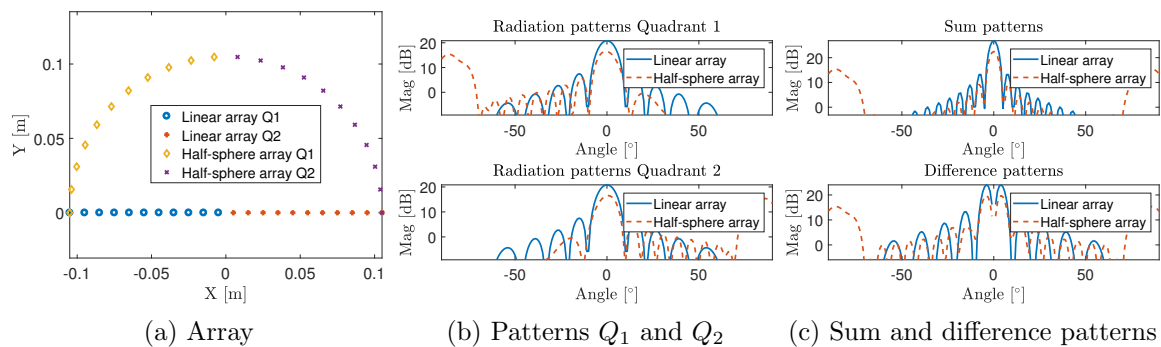 0.1
0.05
0
Y [m]
-0.1
-0.05
0
0.05
0.1
X [m]
Linear array Q1
Linear array Q2
Half-sphere array Q1
Half-sphere array Q2
(a) Array
Radiation patterns Quadrant 1
20
10
0
Mag [dB]
-50
0
50
Angle [°]
Linear array
Half-sphere array
Radiation patterns Quadrant 2
20
10
0
Mag [dB]
-50
0
50
Angle [°]
Linear array
Half-sphere array
(b) Patterns Q1 and Q2
Sum patterns
20
10
0
Mag [dB]
-50
0
50
Angle [°]
Linear array
Half-sphere array
Difference patterns
20
10
0
Mag [dB]
-50
0
50
Angle [°]
Linear array
Half-sphere array
(c) Sum and difference patterns